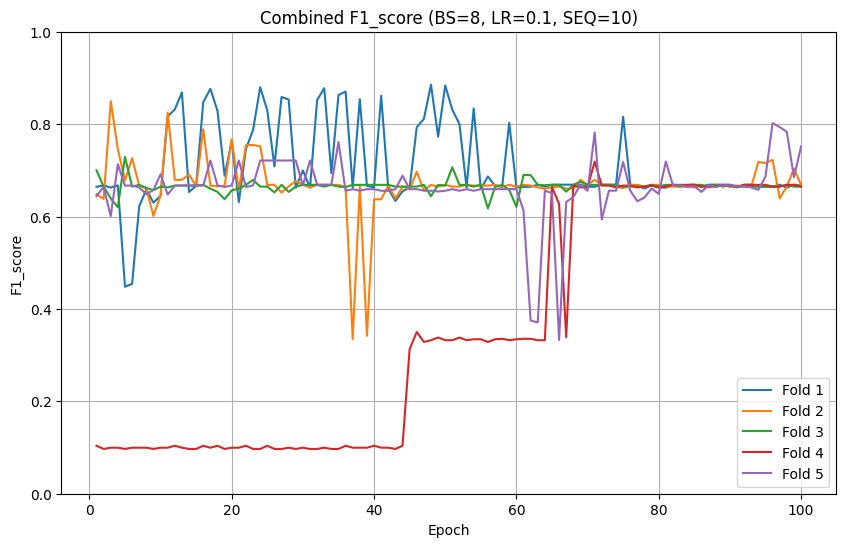 Combined F1_score (BS=8, LR=0.1, SEQ=10)
F1_score
1.0
0.8
0.6
0.4
0.2
0.0
0
20
40
60
80
100
Epoch
Fold 1
Fold 2
Fold 3
Fold 4
Fold 5